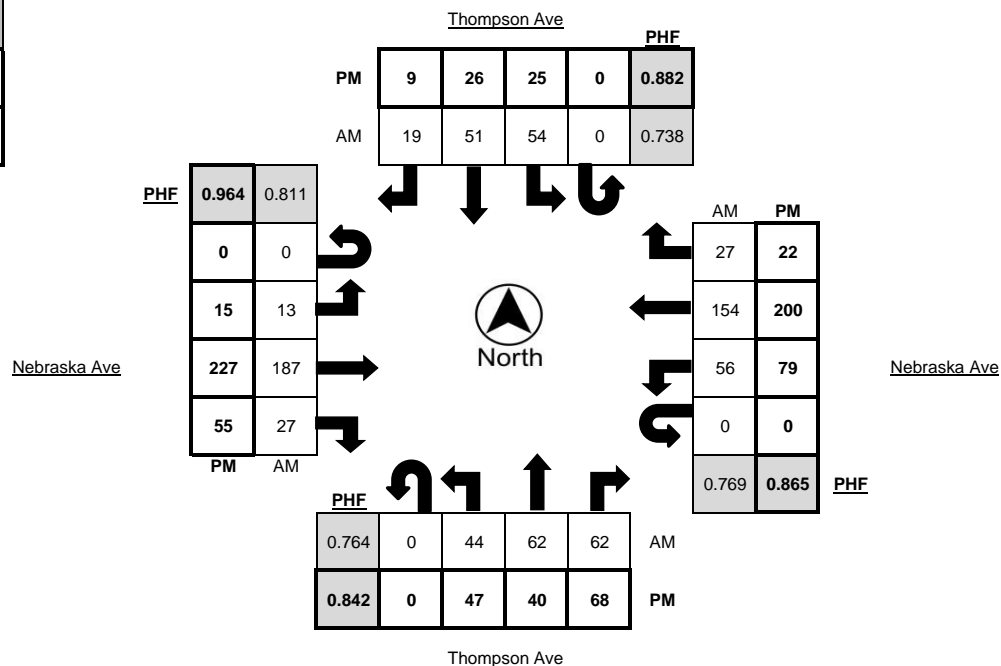 Thompson Ave
PHF
PM 9 26 25 0 0.882
AM 19 51 54 0 0.738
PHF 0.964 0.811
0 0
15 13
227 187
55 27
PM AM
Nebraska Ave
North
AM PM
27 22
154 200
56 79
0 0
0.769 0.865 PHF
Nebraska Ave
PHF
0.764 0 44 62 62 AM
0.842 0 47 40 68 PM
Thompson Ave